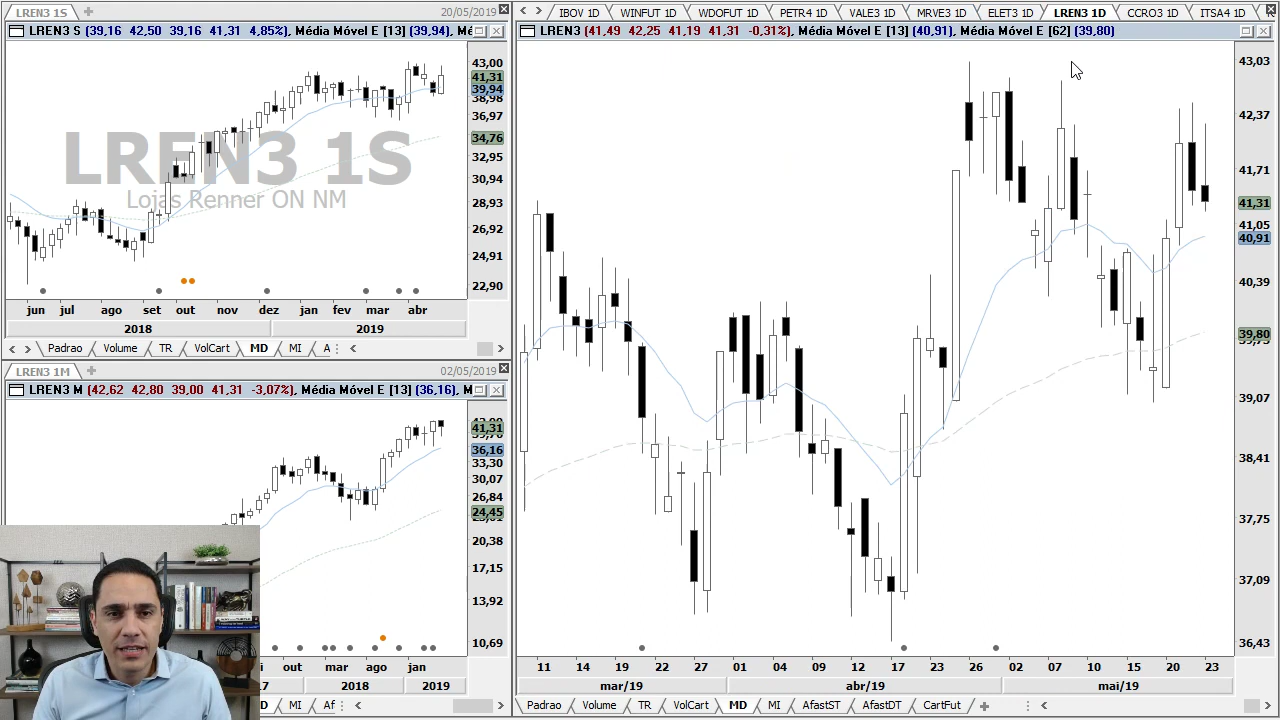 LREN3 1S
20/05/2019
LREN3 S (39,16 42,50 39,16 41,31 4,85%), Média Móvel E [13] (39,94), Mé
43,00
41,31
39,94
38,98
36,97
34,76
32,95
30,94
28,93
26,92
24,91
22,90
LREN3 1S
Lojas Renner ON NM
jun jul ago set out nov dez jan fev mar abr
2018 2019
Padrao Volume TR VolCart MD MI A
LREN3 1M
02/05/2019
LREN3 M (42,62 42,80 39,00 41,31 -3,07%), Média Móvel E [13] (36,16), M
41,31
36,16
33,30
30,07
26,84
24,45
20,38
17,15
13,92
10,69
i out mar ago jan
7 2018 2019
D MI Af
IBOV 1D WINFUT 1D WDOFUT 1D PETR4 1D VALE3 1D MRVE3 1D ELET3 1D LREN3 1D CCRO3 1D ITSA4 1D
LREN3 (41,49 42,25 41,19 41,31 -0,31%), Média Móvel E [13] (40,91), Média Móvel E [62] (39,80)
43,03
42,37
41,71
41,31
41,05
40,91
40,39
39,80
39,07
38,41
37,75
37,09
36,43
11 14 19 22 27 01 04 09 12 17 23 26 02 07 10 15 20 23
mar/19 abr/19 mai/19
Padrao Volume TR VolCart MD MI AfastST AfastDT CartFut